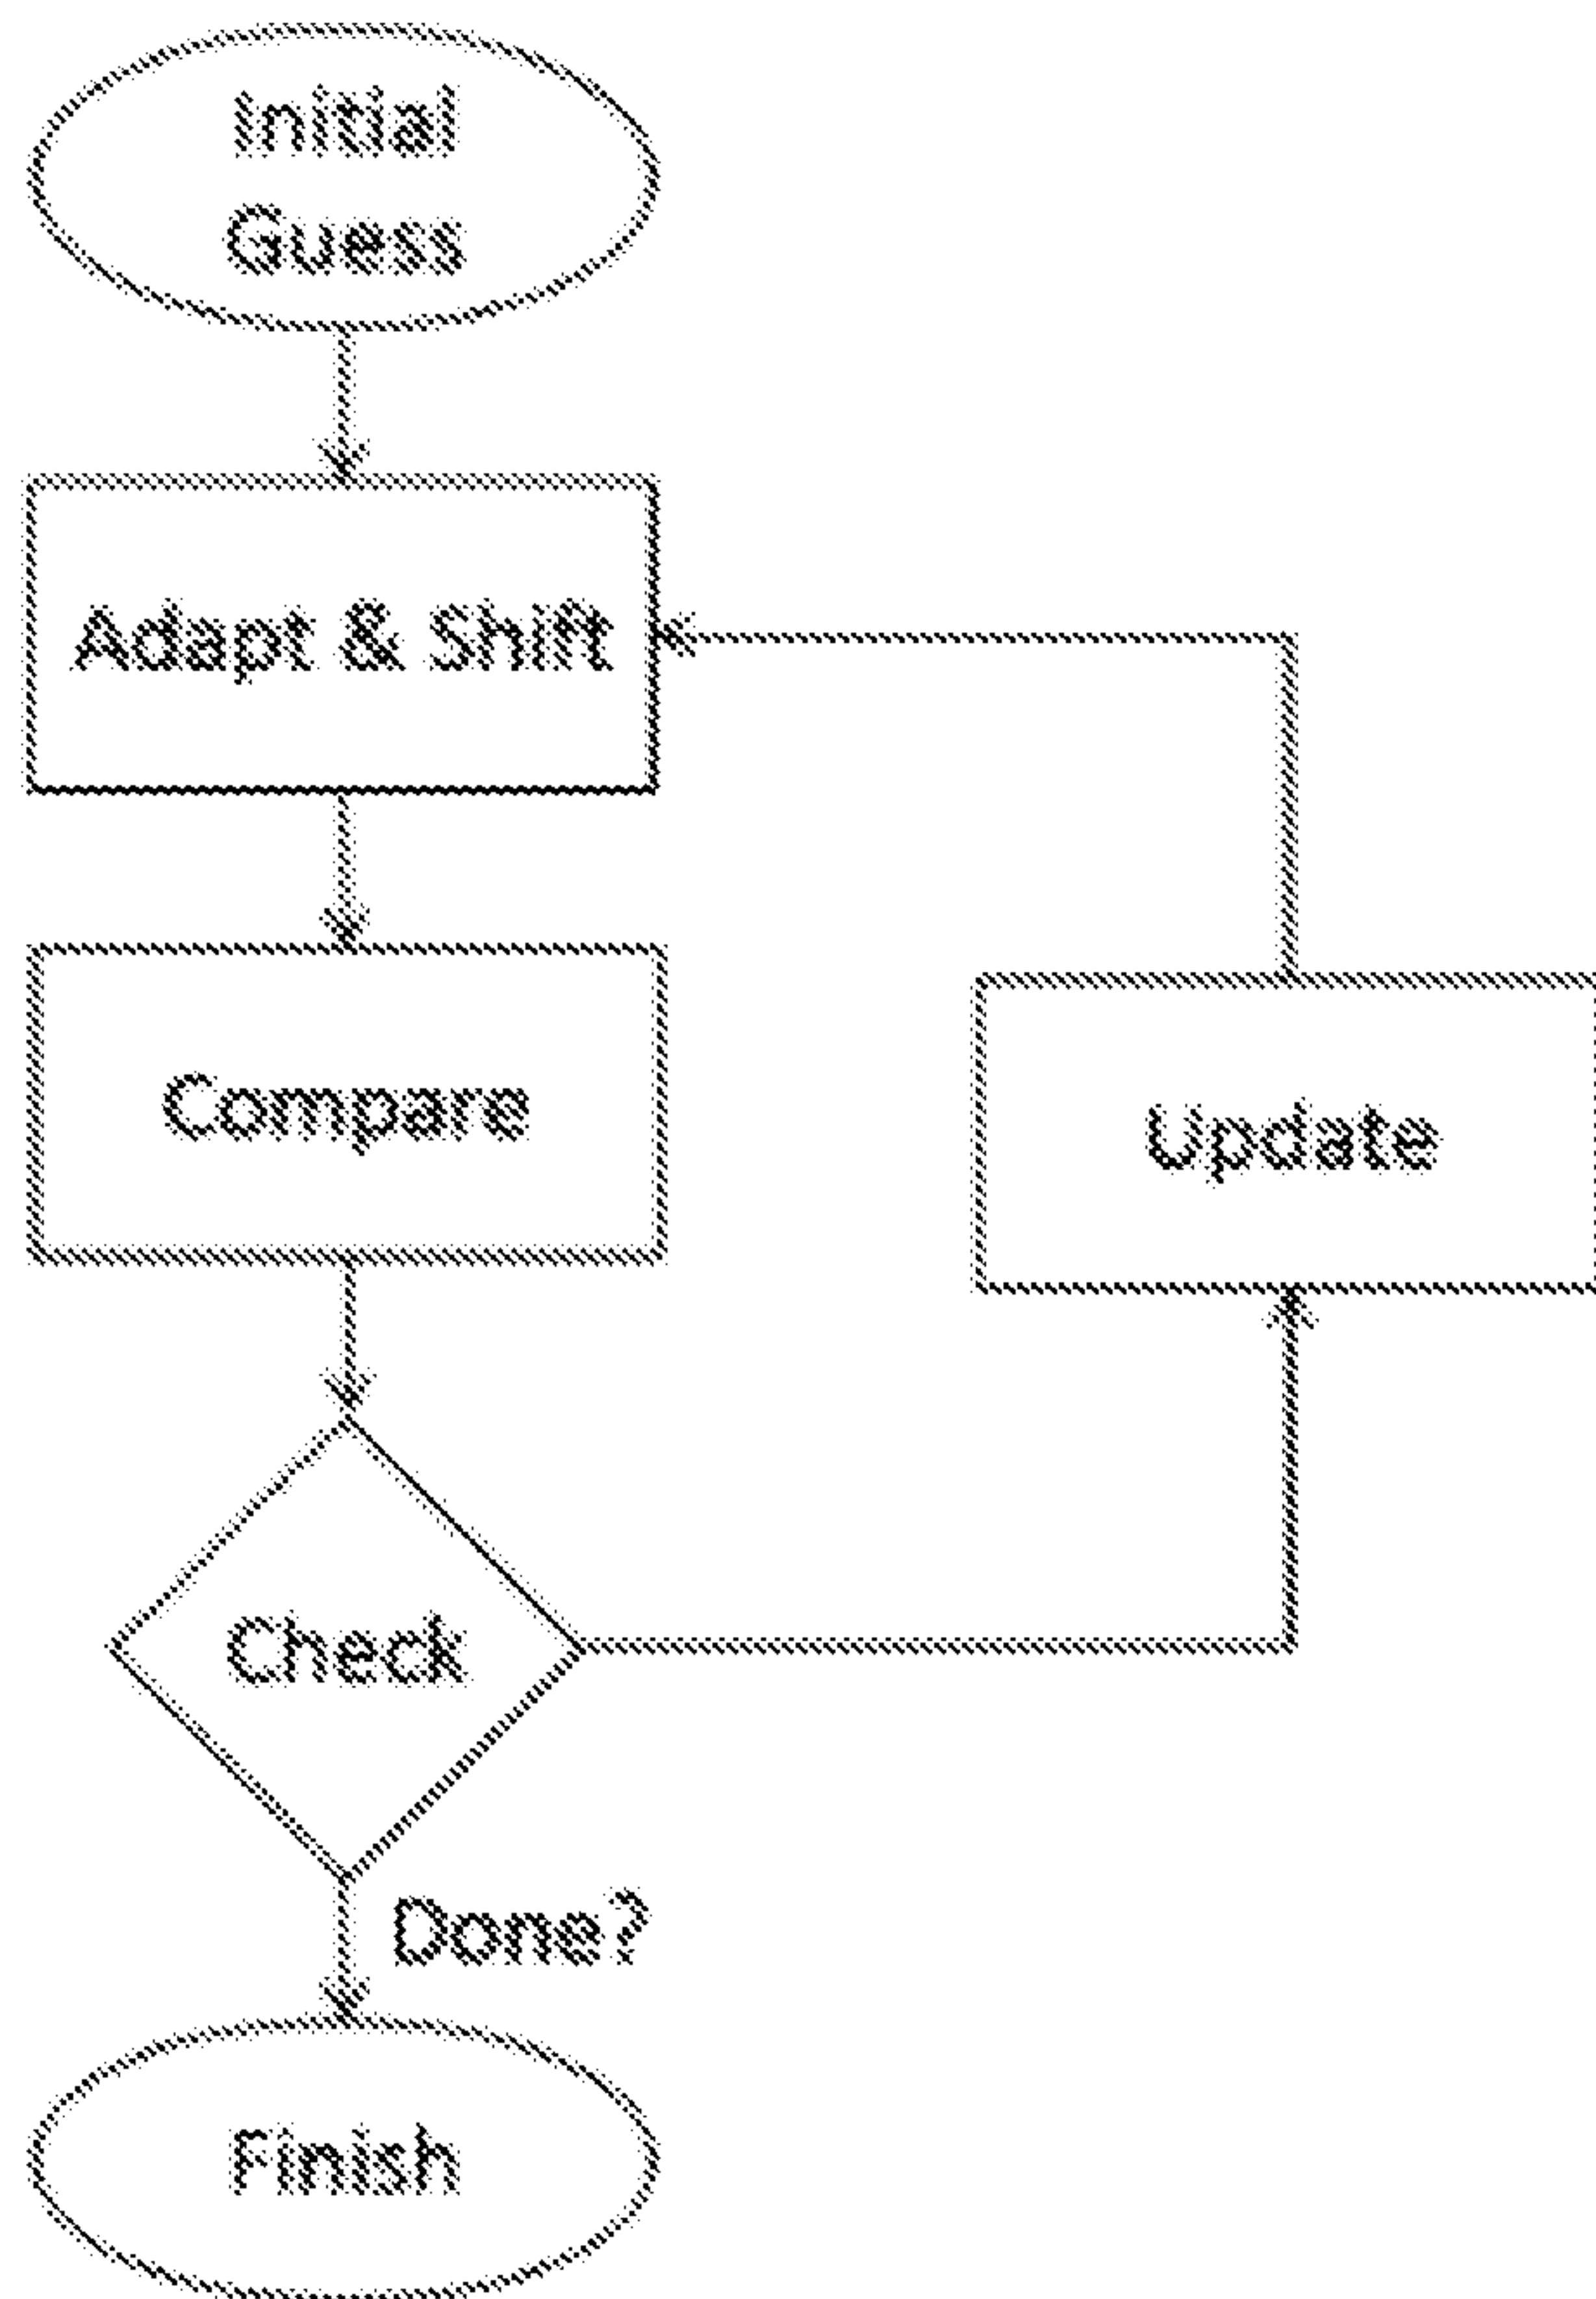 Initial
Guess
Adapt & Shift
Compare
Update
Check
Done?
Finish